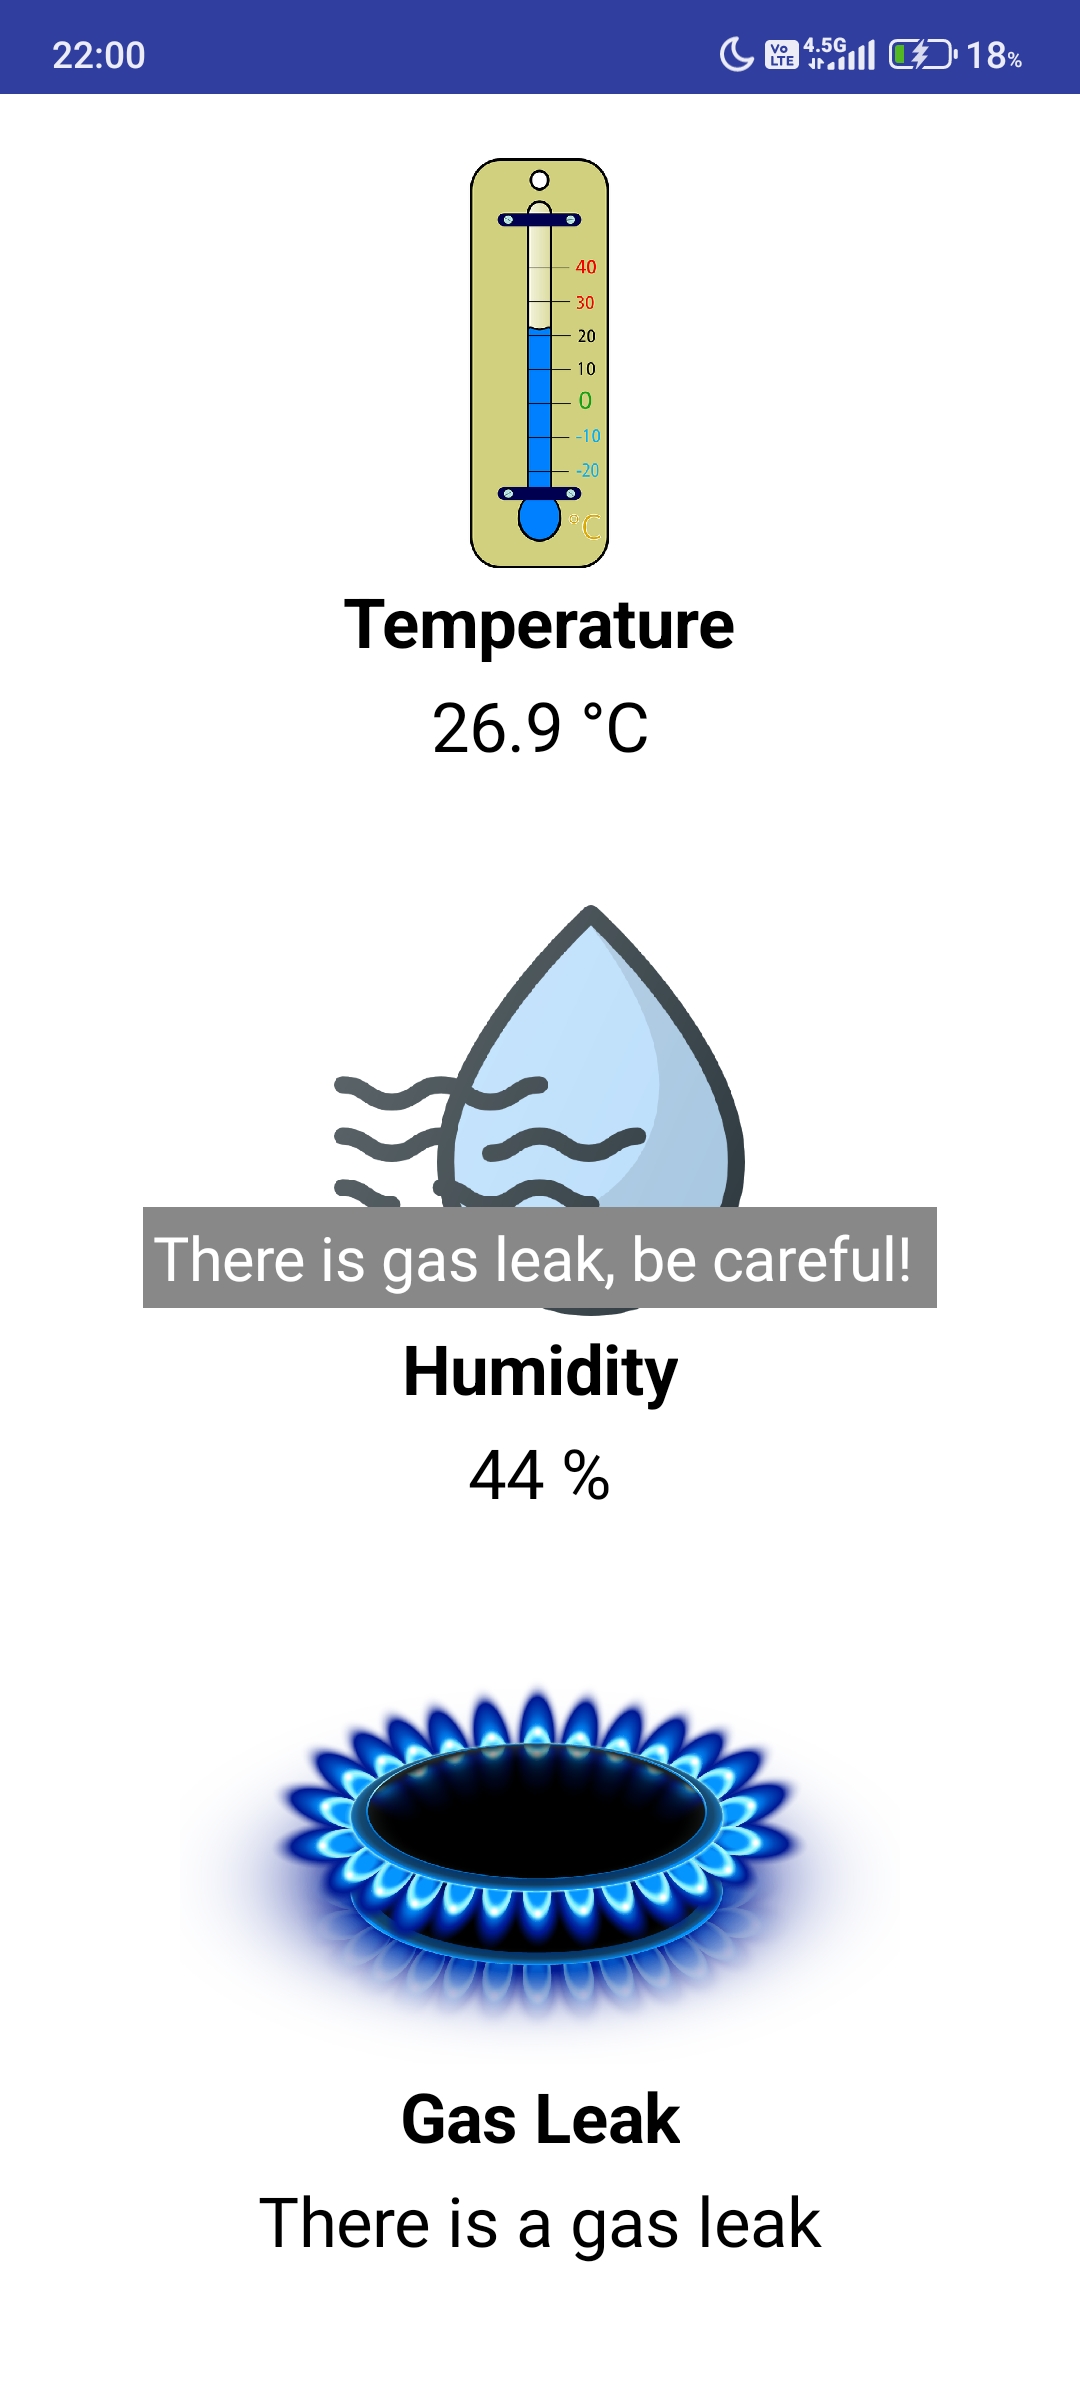 22:00 Vo LTE 4.5G 18%
40
30
20
10
0
-10
-20
°C
Temperature
26.9 °C
There is gas leak, be careful!
Humidity
44 %
Gas Leak
There is a gas leak